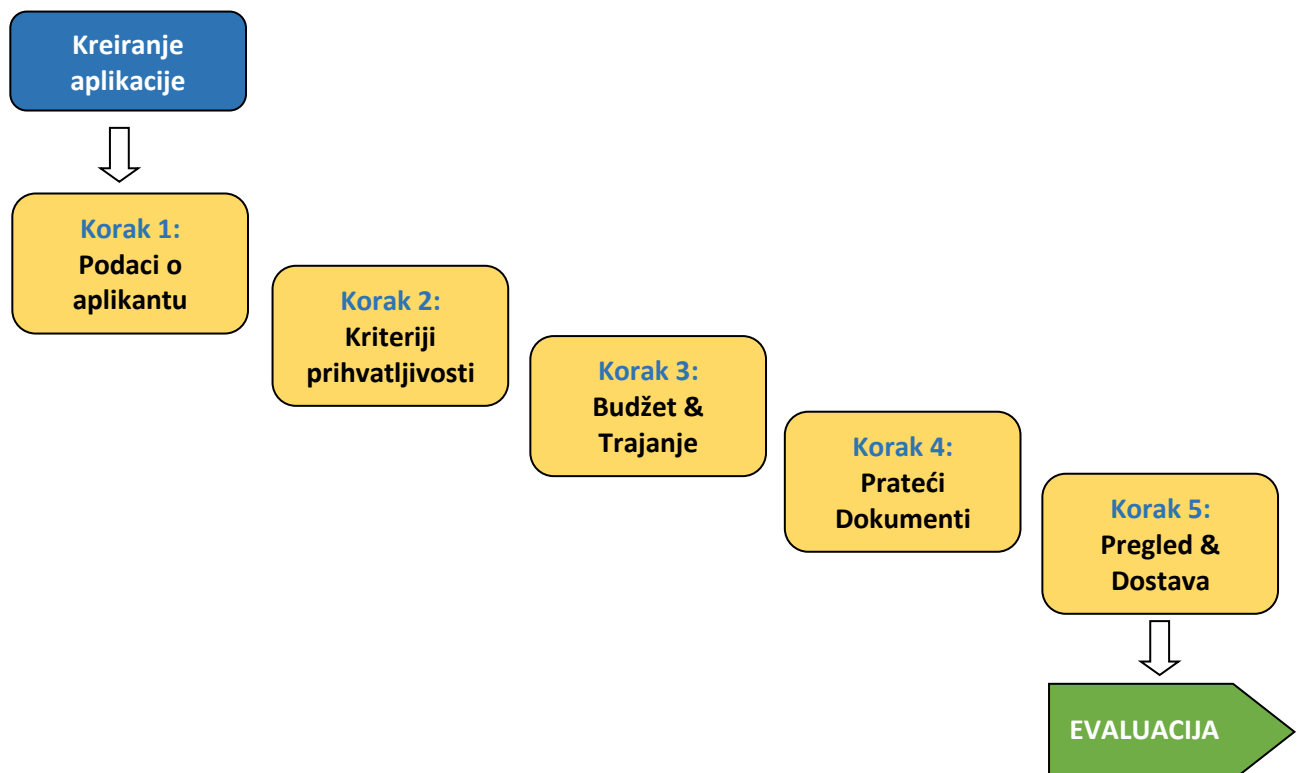 Kreiranje
aplikacije
Korak 1:
Podaci o
aplikantu
Korak 2:
Kriteriji
prihvatljivosti
Korak 3:
Budžet &
Trajanje
Korak 4:
Prateći
Dokumenti
Korak 5:
Pregled &
Dostava
EVALUACIJA